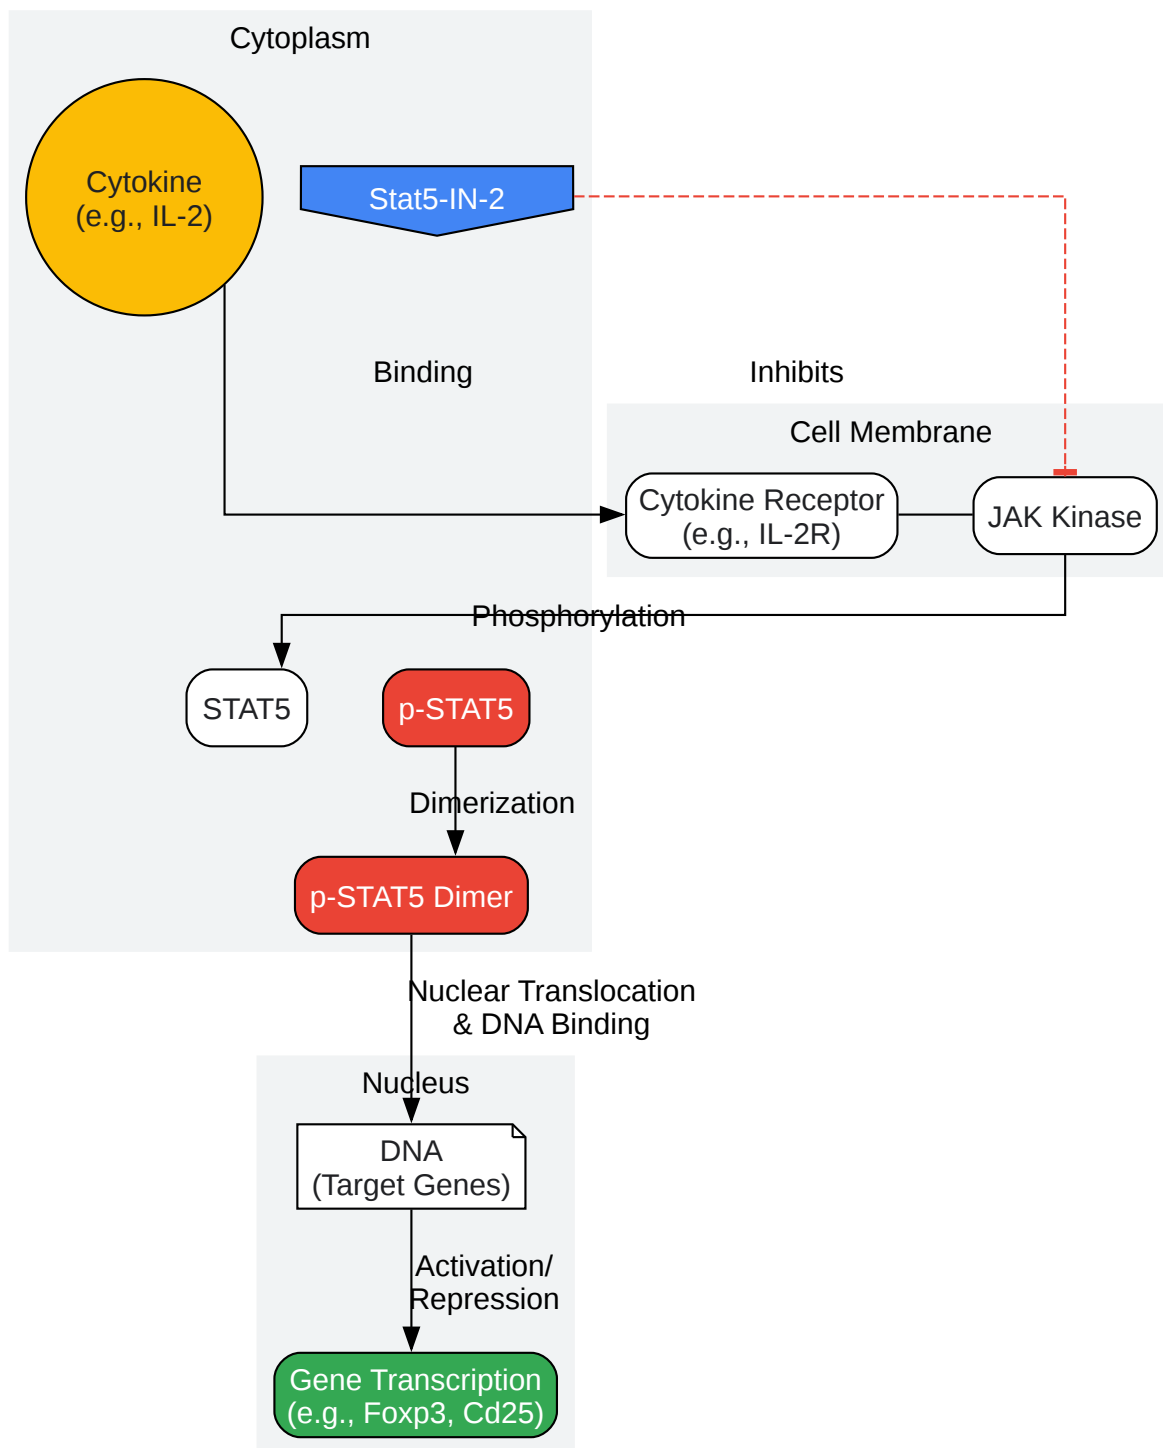 Cytoplasm
Cytokine
(e.g., IL-2)
Stat5-IN-2
Binding
Inhibits
Cell Membrane
Cytokine Receptor
(e.g., IL-2R)
JAK Kinase
Phosphorylation
STAT5
p-STAT5
Dimerization
p-STAT5 Dimer
Nuclear Translocation
& DNA Binding
Nucleus
DNA
(Target Genes)
Activation/
Repression
Gene Transcription
(e.g., Foxp3, Cd25)